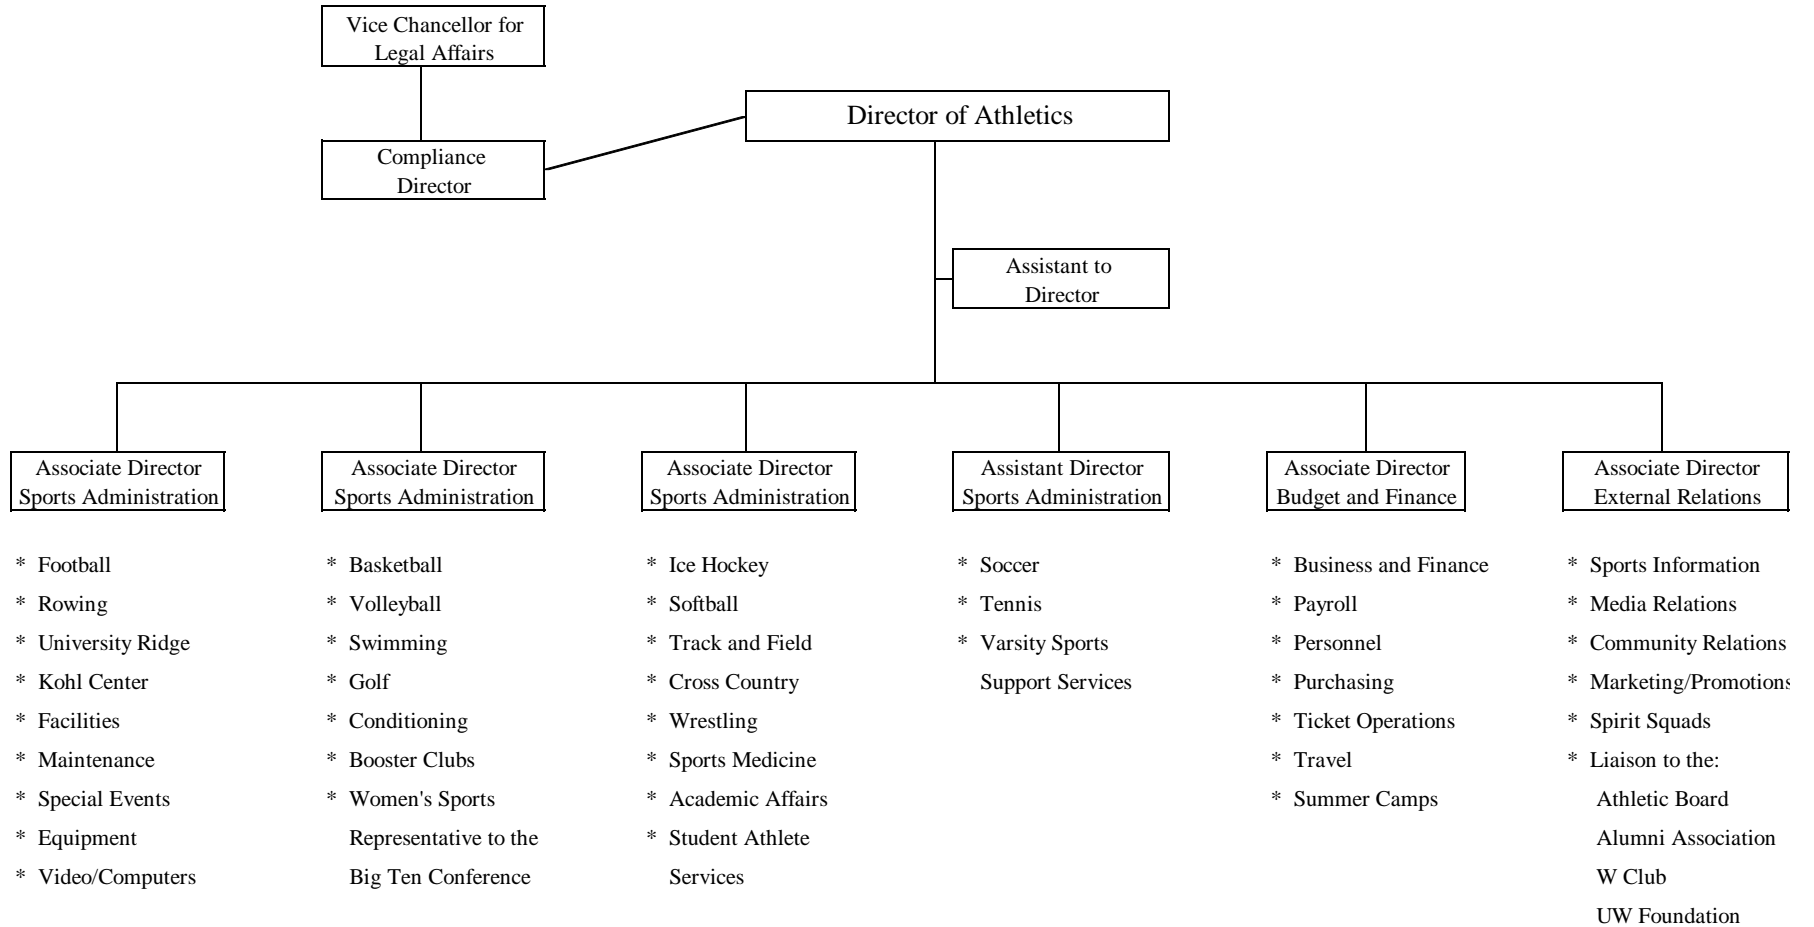 Vice Chancellor for
Legal Affairs
Director of Athletics
Compliance
Director
Assistant to
Director
Associate Director
Sports Administration
* Football
* Rowing
* University Ridge
* Kohl Center
* Facilities
* Maintenance
* Special Events
* Equipment
* Video/Computers
Associate Director
Sports Administration
* Basketball
* Volleyball
* Swimming
* Golf
* Conditioning
* Booster Clubs
* Women's Sports
Representative to the
Big Ten Conference
Associate Director
Sports Administration
* Ice Hockey
* Softball
* Track and Field
* Cross Country
* Wrestling
* Sports Medicine
* Academic Affairs
* Student Athlete
Services
Assistant Director
Sports Administration
* Soccer
* Tennis
* Varsity Sports
Support Services
Associate Director
Budget and Finance
* Business and Finance
* Payroll
* Personnel
* Purchasing
* Ticket Operations
* Travel
* Summer Camps
Associate Director
External Relations
* Sports Information
* Media Relations
* Community Relations
* Marketing/Promotions
* Spirit Squads
* Liaison to the:
Athletic Board
Alumni Association
W Club
UW Foundation